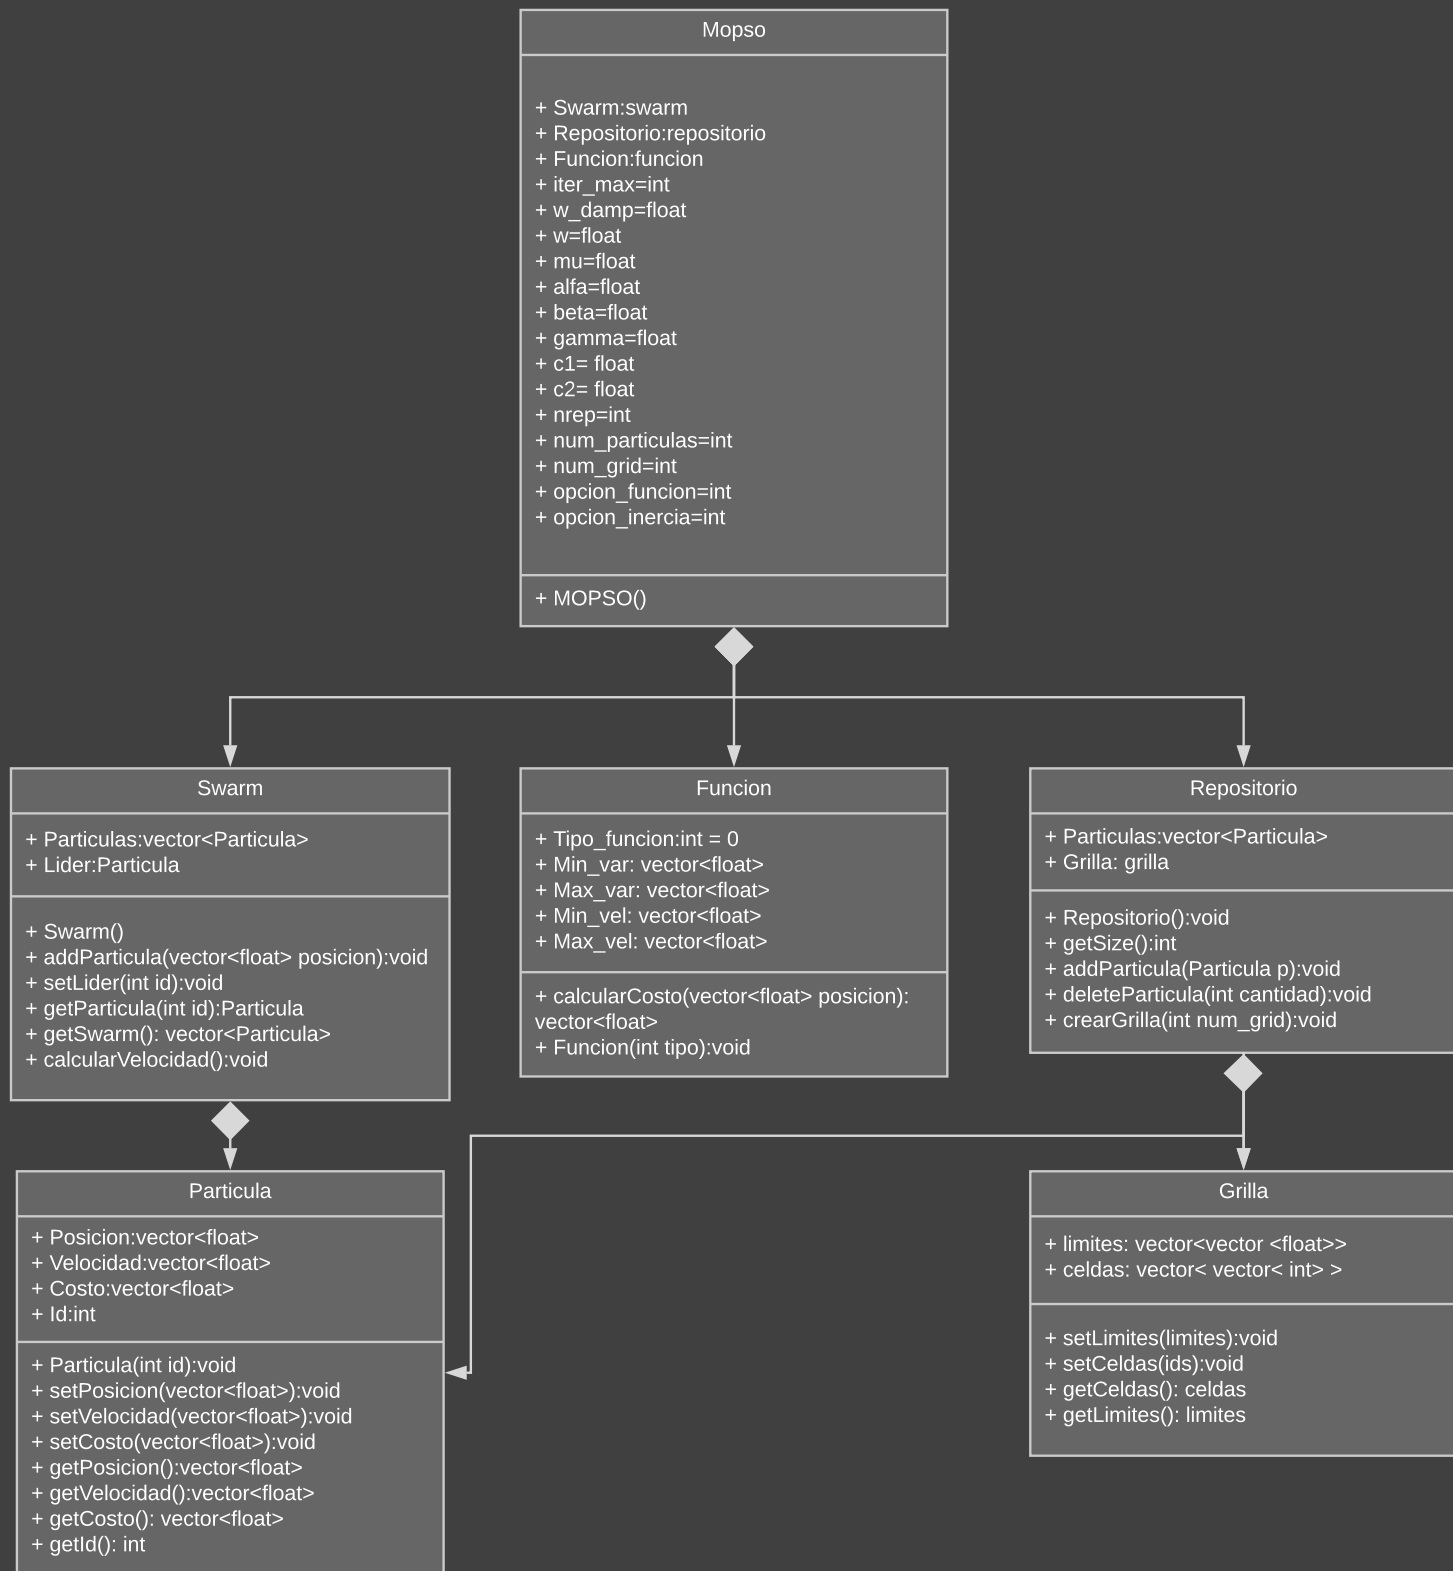 Mopso
+ Swarm:swarm
+ Repositorio:repositorio
+ Funcion:funcion
+ iter_max=int
+ w_damp=float
+ w=float
+ mu=float
+ alfa=float
+ beta=float
+ gamma=float
+ c1= float
+ c2= float
+ nrep=int
+ num_particulas=int
+ num_grid=int
+ opcion_funcion=int
+ opcion_inercia=int
+ MOPSO()
Swarm
+ Particulas:vector<Particula>
+ Lider:Particula
+ Swarm()
+ addParticula(vector<float> posicion):void
+ setLider(int id):void
+ getParticula(int id):Particula
+ getSwarm(): vector<Particula>
+ calcularVelocidad():void
Funcion
+ Tipo_funcion:int = 0
+ Min_var: vector<float>
+ Max_var: vector<float>
+ Min_vel: vector<float>
+ Max_vel: vector<float>
+ calcularCosto(vector<float> posicion):
vector<float>
+ Funcion(int tipo):void
Repositorio
+ Particulas:vector<Particula>
+ Grilla: grilla
+ Repositorio():void
+ getSize():int
+ addParticula(Particula p):void
+ deleteParticula(int cantidad):void
+ crearGrilla(int num_grid):void
Particula
+ Posicion:vector<float>
+ Velocidad:vector<float>
+ Costo:vector<float>
+ Id:int
+ Particula(int id):void
+ setPosicion(vector<float>):void
+ setVelocidad(vector<float>):void
+ setCosto(vector<float>):void
+ getPosicion():vector<float>
+ getVelocidad():vector<float>
+ getCosto(): vector<float>
+ getId(): int
Grilla
+ limites: vector<vector <float>>
+ celdas: vector< vector< int> >
+ setLimites(limites):void
+ setCeldas(ids):void
+ getCeldas(): celdas
+ getLimites(): limites